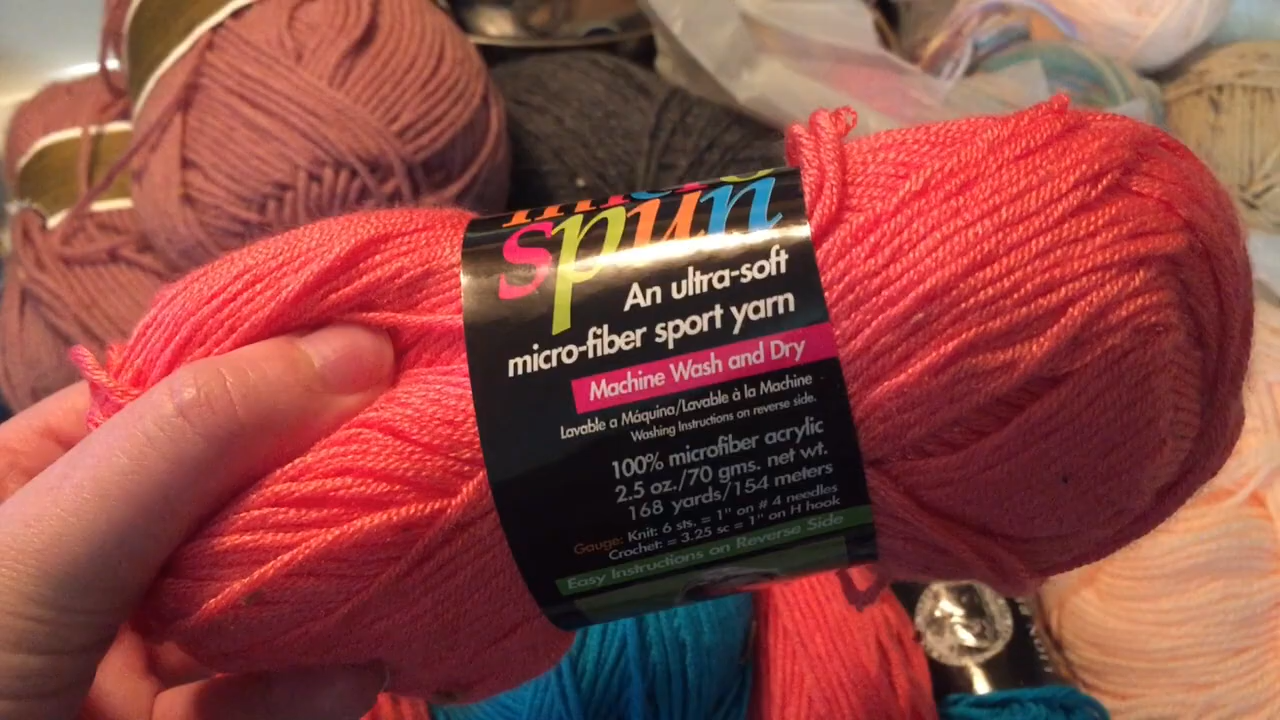 micro
spun
An ultra-soft
micro-fiber sport yarn
Machine Wash and Dry
Lavable a Máquina/Lavable à la Machine
Washing Instructions on reverse side.
100% microfiber acrylic
2.5 oz./70 gms. net wt.
168 yards/154 meters
Gauge: Knit: 6 sts. = 1" on # 4 needles
Crochet: = 3.25 sc = 1" on H hook
Easy Instructions on Reverse Side